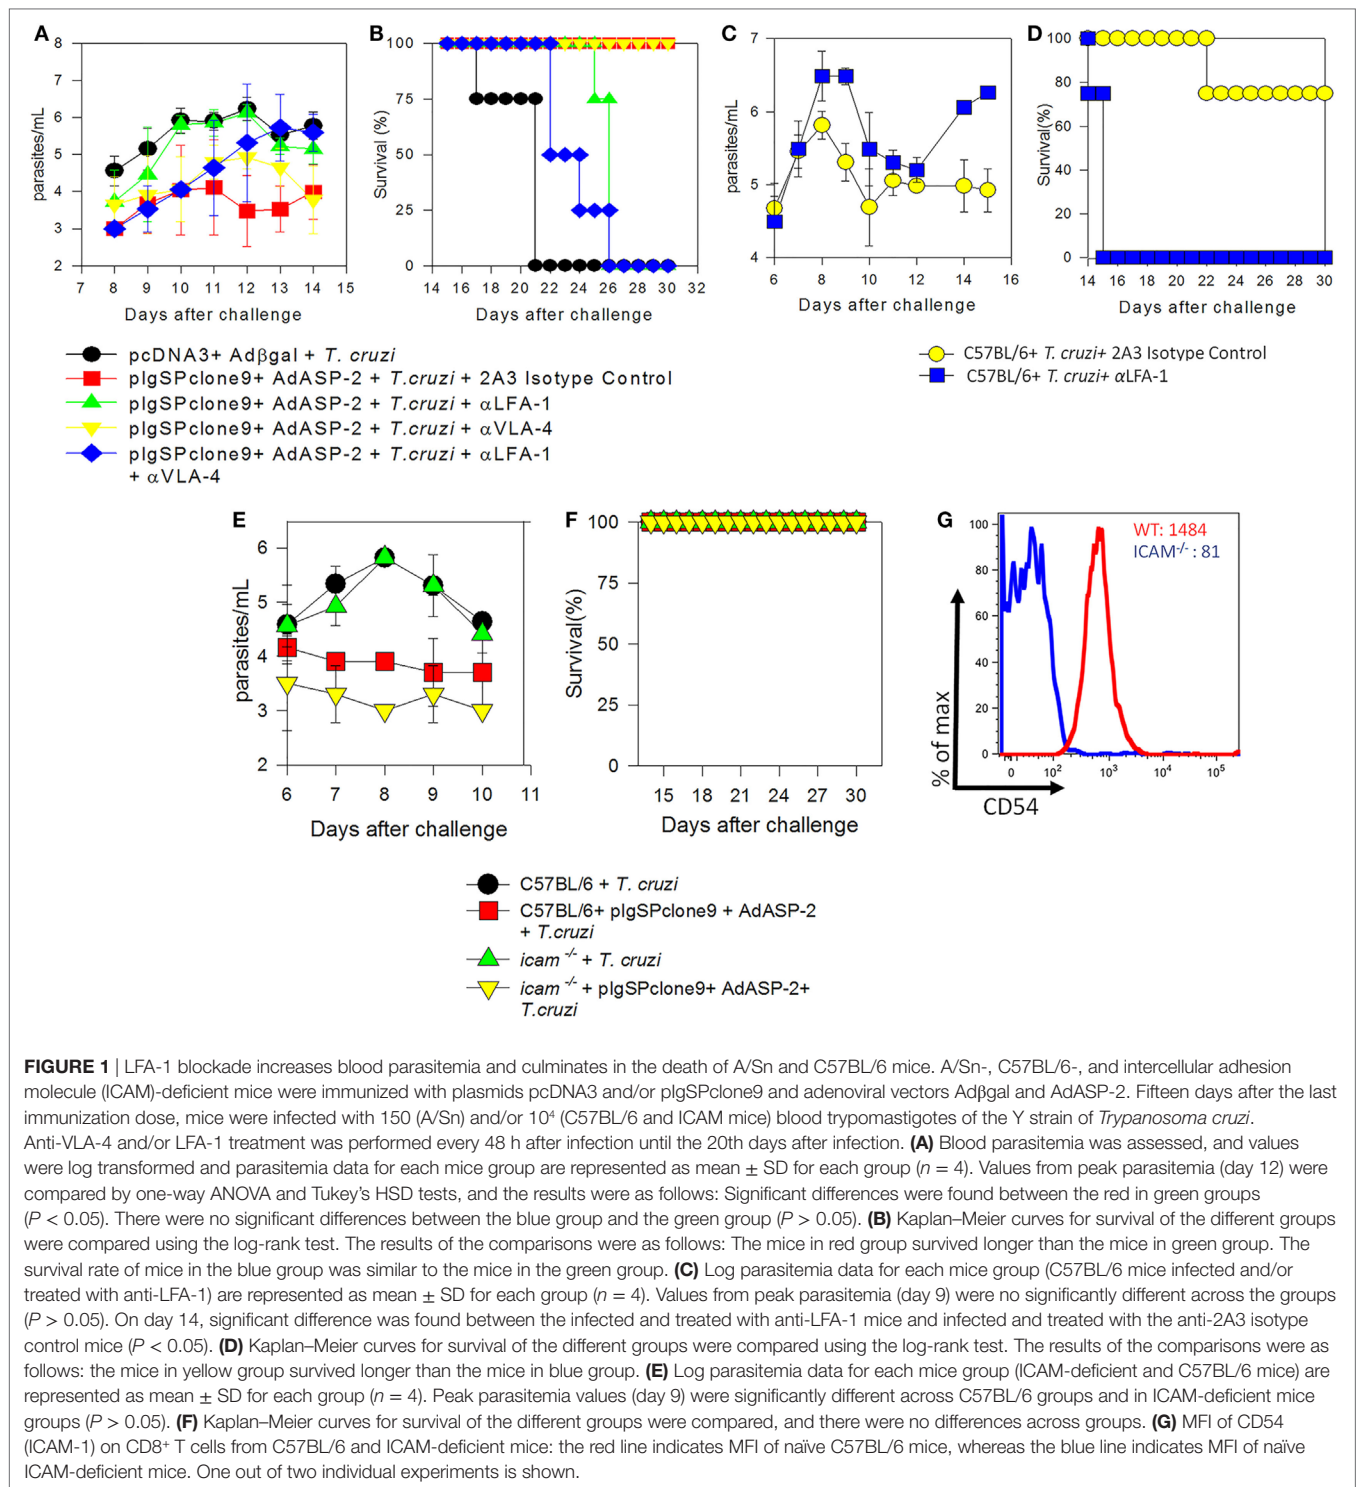 A
8
7
6
5
4
3
2
parasites/mL
7 8 9 10 11 12 13 14 15
Days after challenge
B
100
75
50
25
0
Survival (%)
14 16 18 20 22 24 26 28 30 32
Days after challenge
C
7
6
5
4
parasites/mL
6 8 10 12 14 16
Days after challenge
D
100
80
60
40
20
0
Survival(%)
14 16 18 20 22 24 26 28 30
Days after challenge
pcDNA3+ Adβgal + T. cruzi
pIgSPclone9+ AdASP-2 + T.cruzi + 2A3 Isotype Control
pIgSPclone9+ AdASP-2 + T.cruzi + αLFA-1
pIgSPclone9+ AdASP-2 + T.cruzi + αVLA-4
pIgSPclone9+ AdASP-2 + T.cruzi + αLFA-1
+ αVLA-4
C57BL/6+ T. cruzi+ 2A3 Isotype Control
C57BL/6+ T. cruzi+ αLFA-1
E
6
5
4
3
2
parasites/mL
6 7 8 9 10 11
Days after challenge
F
100
75
50
25
0
Survival(%)
15 18 21 24 27 30
Days after challenge
G
WT: 1484
ICAM-/- : 81
100
80
60
40
20
0
% of max
0 10² 10³ 10⁴ 10⁵
CD54
C57BL/6 + T. cruzi
C57BL/6+ pIgSPclone9 + AdASP-2
+ T.cruzi
icam -/- + T. cruzi
icam -/- + pIgSPclone9+ AdASP-2+
T.cruzi
FIGURE 1 | LFA-1 blockade increases blood parasitemia and culminates in the death of A/Sn and C57BL/6 mice. A/Sn-, C57BL/6-, and intercellular adhesion
molecule (ICAM)-deficient mice were immunized with plasmids pcDNA3 and/or pIgSPclone9 and adenoviral vectors Adβgal and AdASP-2. Fifteen days after the last
immunization dose, mice were infected with 150 (A/Sn) and/or 10⁴ (C57BL/6 and ICAM mice) blood trypomastigotes of the Y strain of Trypanosoma cruzi.
Anti-VLA-4 and/or LFA-1 treatment was performed every 48 h after infection until the 20th days after infection. (A) Blood parasitemia was assessed, and values
were log transformed and parasitemia data for each mice group are represented as mean ± SD for each group (n = 4). Values from peak parasitemia (day 12) were
compared by one-way ANOVA and Tukey's HSD tests, and the results were as follows: Significant differences were found between the red in green groups
(P < 0.05). There were no significant differences between the blue group and the green group (P > 0.05). (B) Kaplan–Meier curves for survival of the different groups
were compared using the log-rank test. The results of the comparisons were as follows: The mice in red group survived longer than the mice in green group. The
survival rate of mice in the blue group was similar to the mice in the green group. (C) Log parasitemia data for each mice group (C57BL/6 mice infected and/or
treated with anti-LFA-1) are represented as mean ± SD for each group (n = 4). Values from peak parasitemia (day 9) were no significantly different across the groups
(P > 0.05). On day 14, significant difference was found between the infected and treated with anti-LFA-1 mice and infected and treated with the anti-2A3 isotype
control mice (P < 0.05). (D) Kaplan–Meier curves for survival of the different groups were compared using the log-rank test. The results of the comparisons were as
follows: the mice in yellow group survived longer than the mice in blue group. (E) Log parasitemia data for each mice group (ICAM-deficient and C57BL/6 mice) are
represented as mean ± SD for each group (n = 4). Peak parasitemia values (day 9) were significantly different across C57BL/6 groups and in ICAM-deficient mice
groups (P > 0.05). (F) Kaplan–Meier curves for survival of the different groups were compared, and there were no differences across groups. (G) MFI of CD54
(ICAM-1) on CD8⁺ T cells from C57BL/6 and ICAM-deficient mice: the red line indicates MFI of naïve C57BL/6 mice, whereas the blue line indicates MFI of naïve
ICAM-deficient mice. One out of two individual experiments is shown.